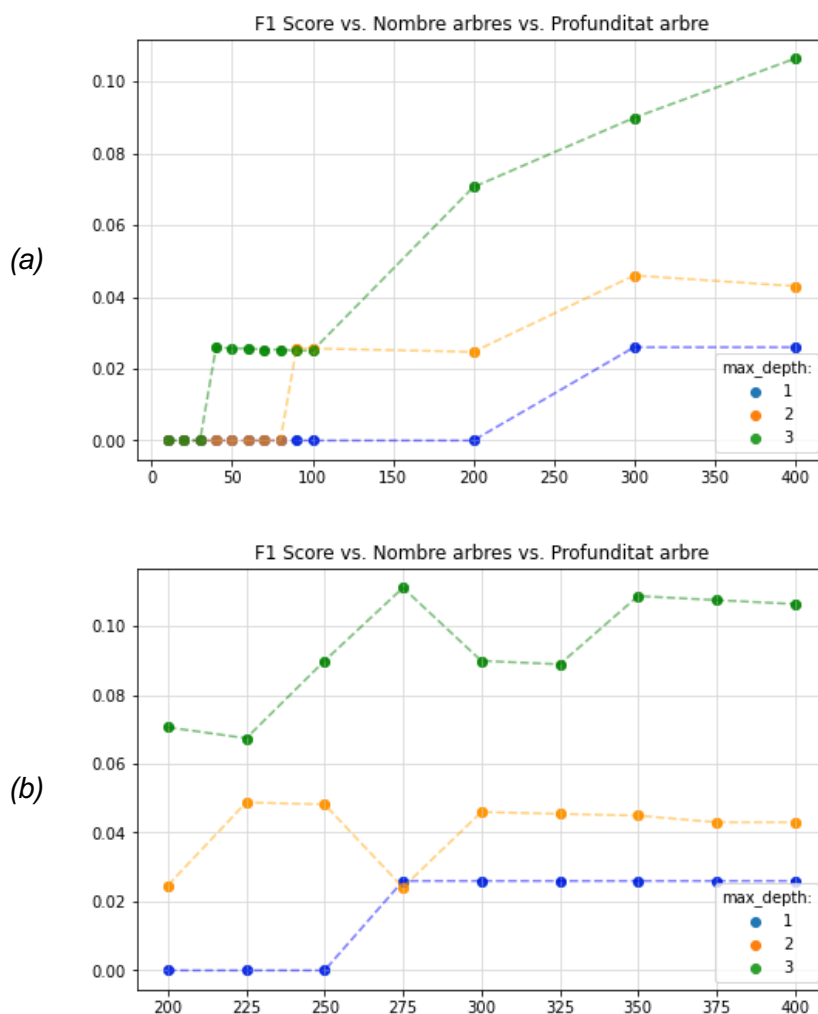 F1 Score vs. Nombre arbres vs. Profunditat arbre
(a)
0.10
0.08
0.06
0.04
0.02
0.00
max_depth:
1
2
3
0 50 100 150 200 250 300 350 400
F1 Score vs. Nombre arbres vs. Profunditat arbre
(b)
0.10
0.08
0.06
0.04
0.02
0.00
max_depth:
1
2
3
200 225 250 275 300 325 350 375 400